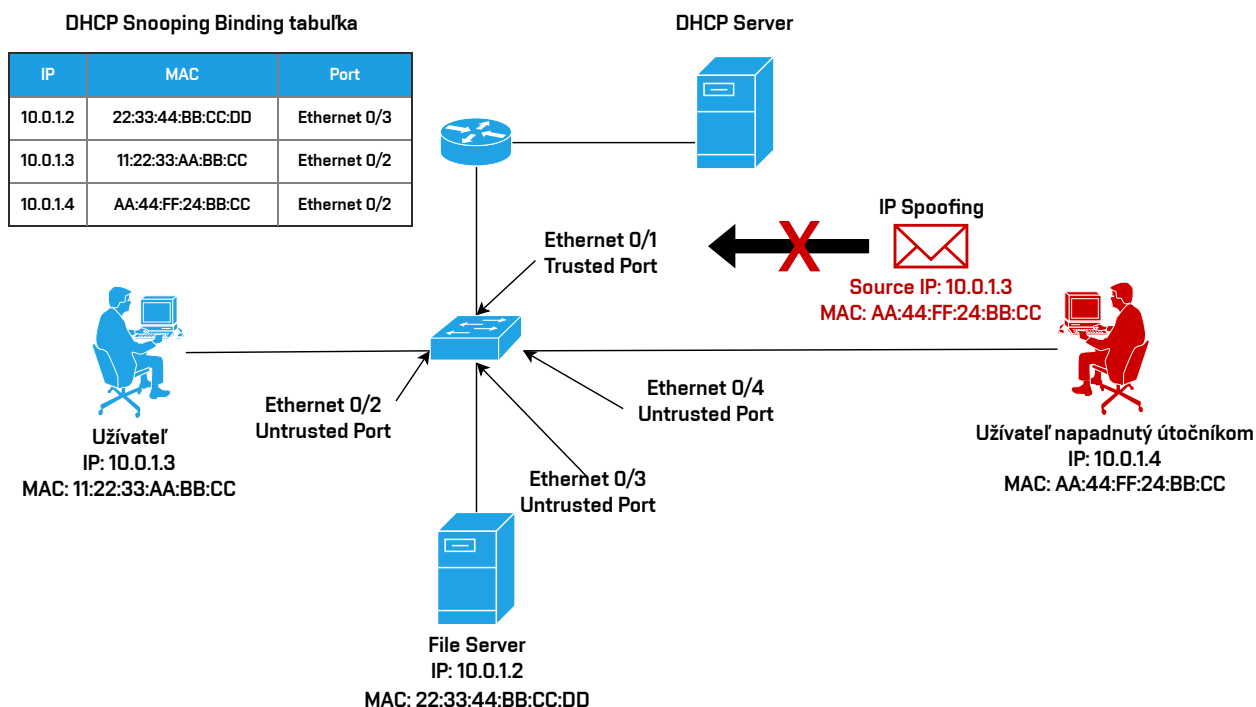 DHCP Snooping Binding tabuľka
DHCP Server
IP MAC Port
10.0.1.2 22:33:44:BB:CC:DD Ethernet 0/3
10.0.1.3 11:22:33:AA:BB:CC Ethernet 0/2
10.0.1.4 AA:44:FF:24:BB:CC Ethernet 0/2
IP Spoofing
Source IP: 10.0.1.3
MAC: AA:44:FF:24:BB:CC
Ethernet 0/1
Trusted Port
Ethernet 0/2
Untrusted Port
Ethernet 0/4
Untrusted Port
Ethernet 0/3
Untrusted Port
Užívateľ
IP: 10.0.1.3
MAC: 11:22:33:AA:BB:CC
Užívateľ napadnutý útočníkom
IP: 10.0.1.4
MAC: AA:44:FF:24:BB:CC
File Server
IP: 10.0.1.2
MAC: 22:33:44:BB:CC:DD